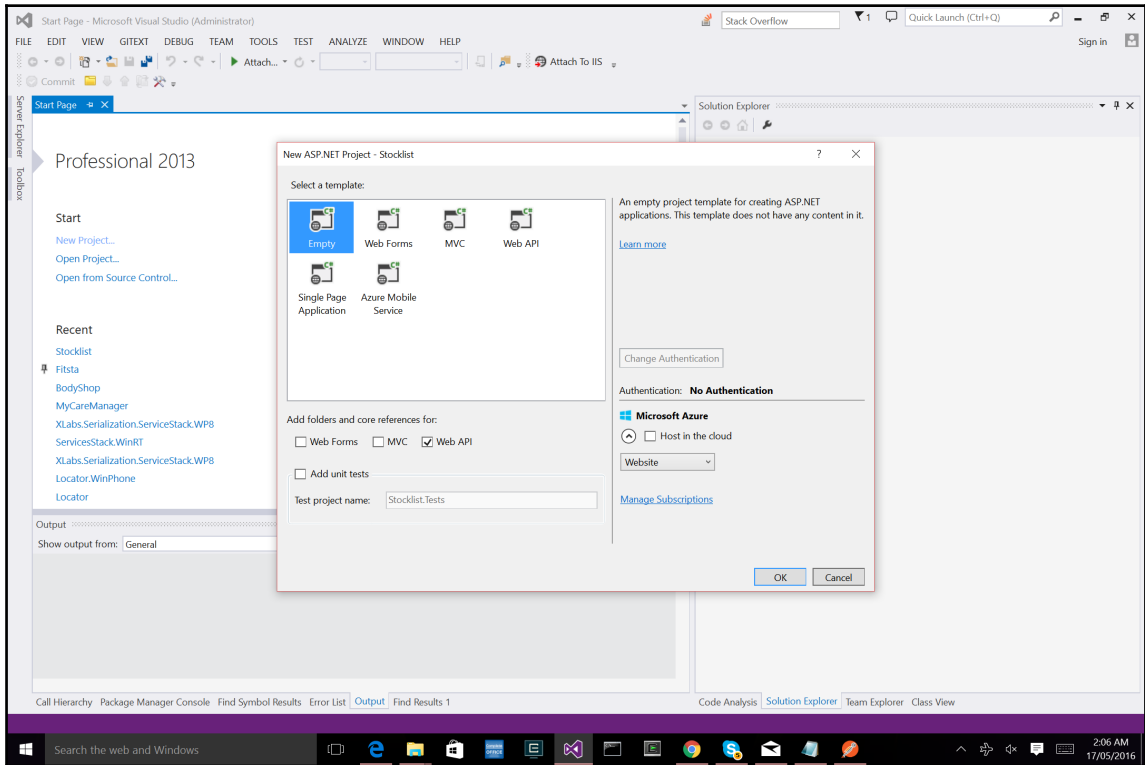 Start Page - Microsoft Visual Studio (Administrator)
Stack Overflow
1
Quick Launch (Ctrl+Q)
FILE EDIT VIEW GITEXT DEBUG TEAM TOOLS TEST ANALYZE WINDOW HELP
Sign in
Attach...
Attach To IIS
Commit
Server Explorer
Toolbox
Start Page
Professional 2013
Start
New Project...
Open Project...
Open from Source Control...
Recent
Stocklist
Fitsta
BodyShop
MyCareManager
XLabs.Serialization.ServiceStack.WP8
ServicesStack.WinRT
XLabs.Serialization.ServiceStack.WP8
Locator.WinPhone
Locator
New ASP.NET Project - Stocklist
?
Select a template:
Empty Web Forms MVC Web API
Single Page Application
Azure Mobile Service
Add folders and core references for:
Web Forms MVC Web API
Add unit tests
Test project name: Stocklist.Tests
An empty project template for creating ASP.NET
applications. This template does not have any content in it.
Learn more
Change Authentication
Authentication: No Authentication
Microsoft Azure
Host in the cloud
Website
Manage Subscriptions
OK Cancel
Solution Explorer
Output
Show output from: General
Call Hierarchy Package Manager Console Find Symbol Results Error List Output Find Results 1
Code Analysis Solution Explorer Team Explorer Class View
Search the web and Windows
2:06 AM
17/05/2016